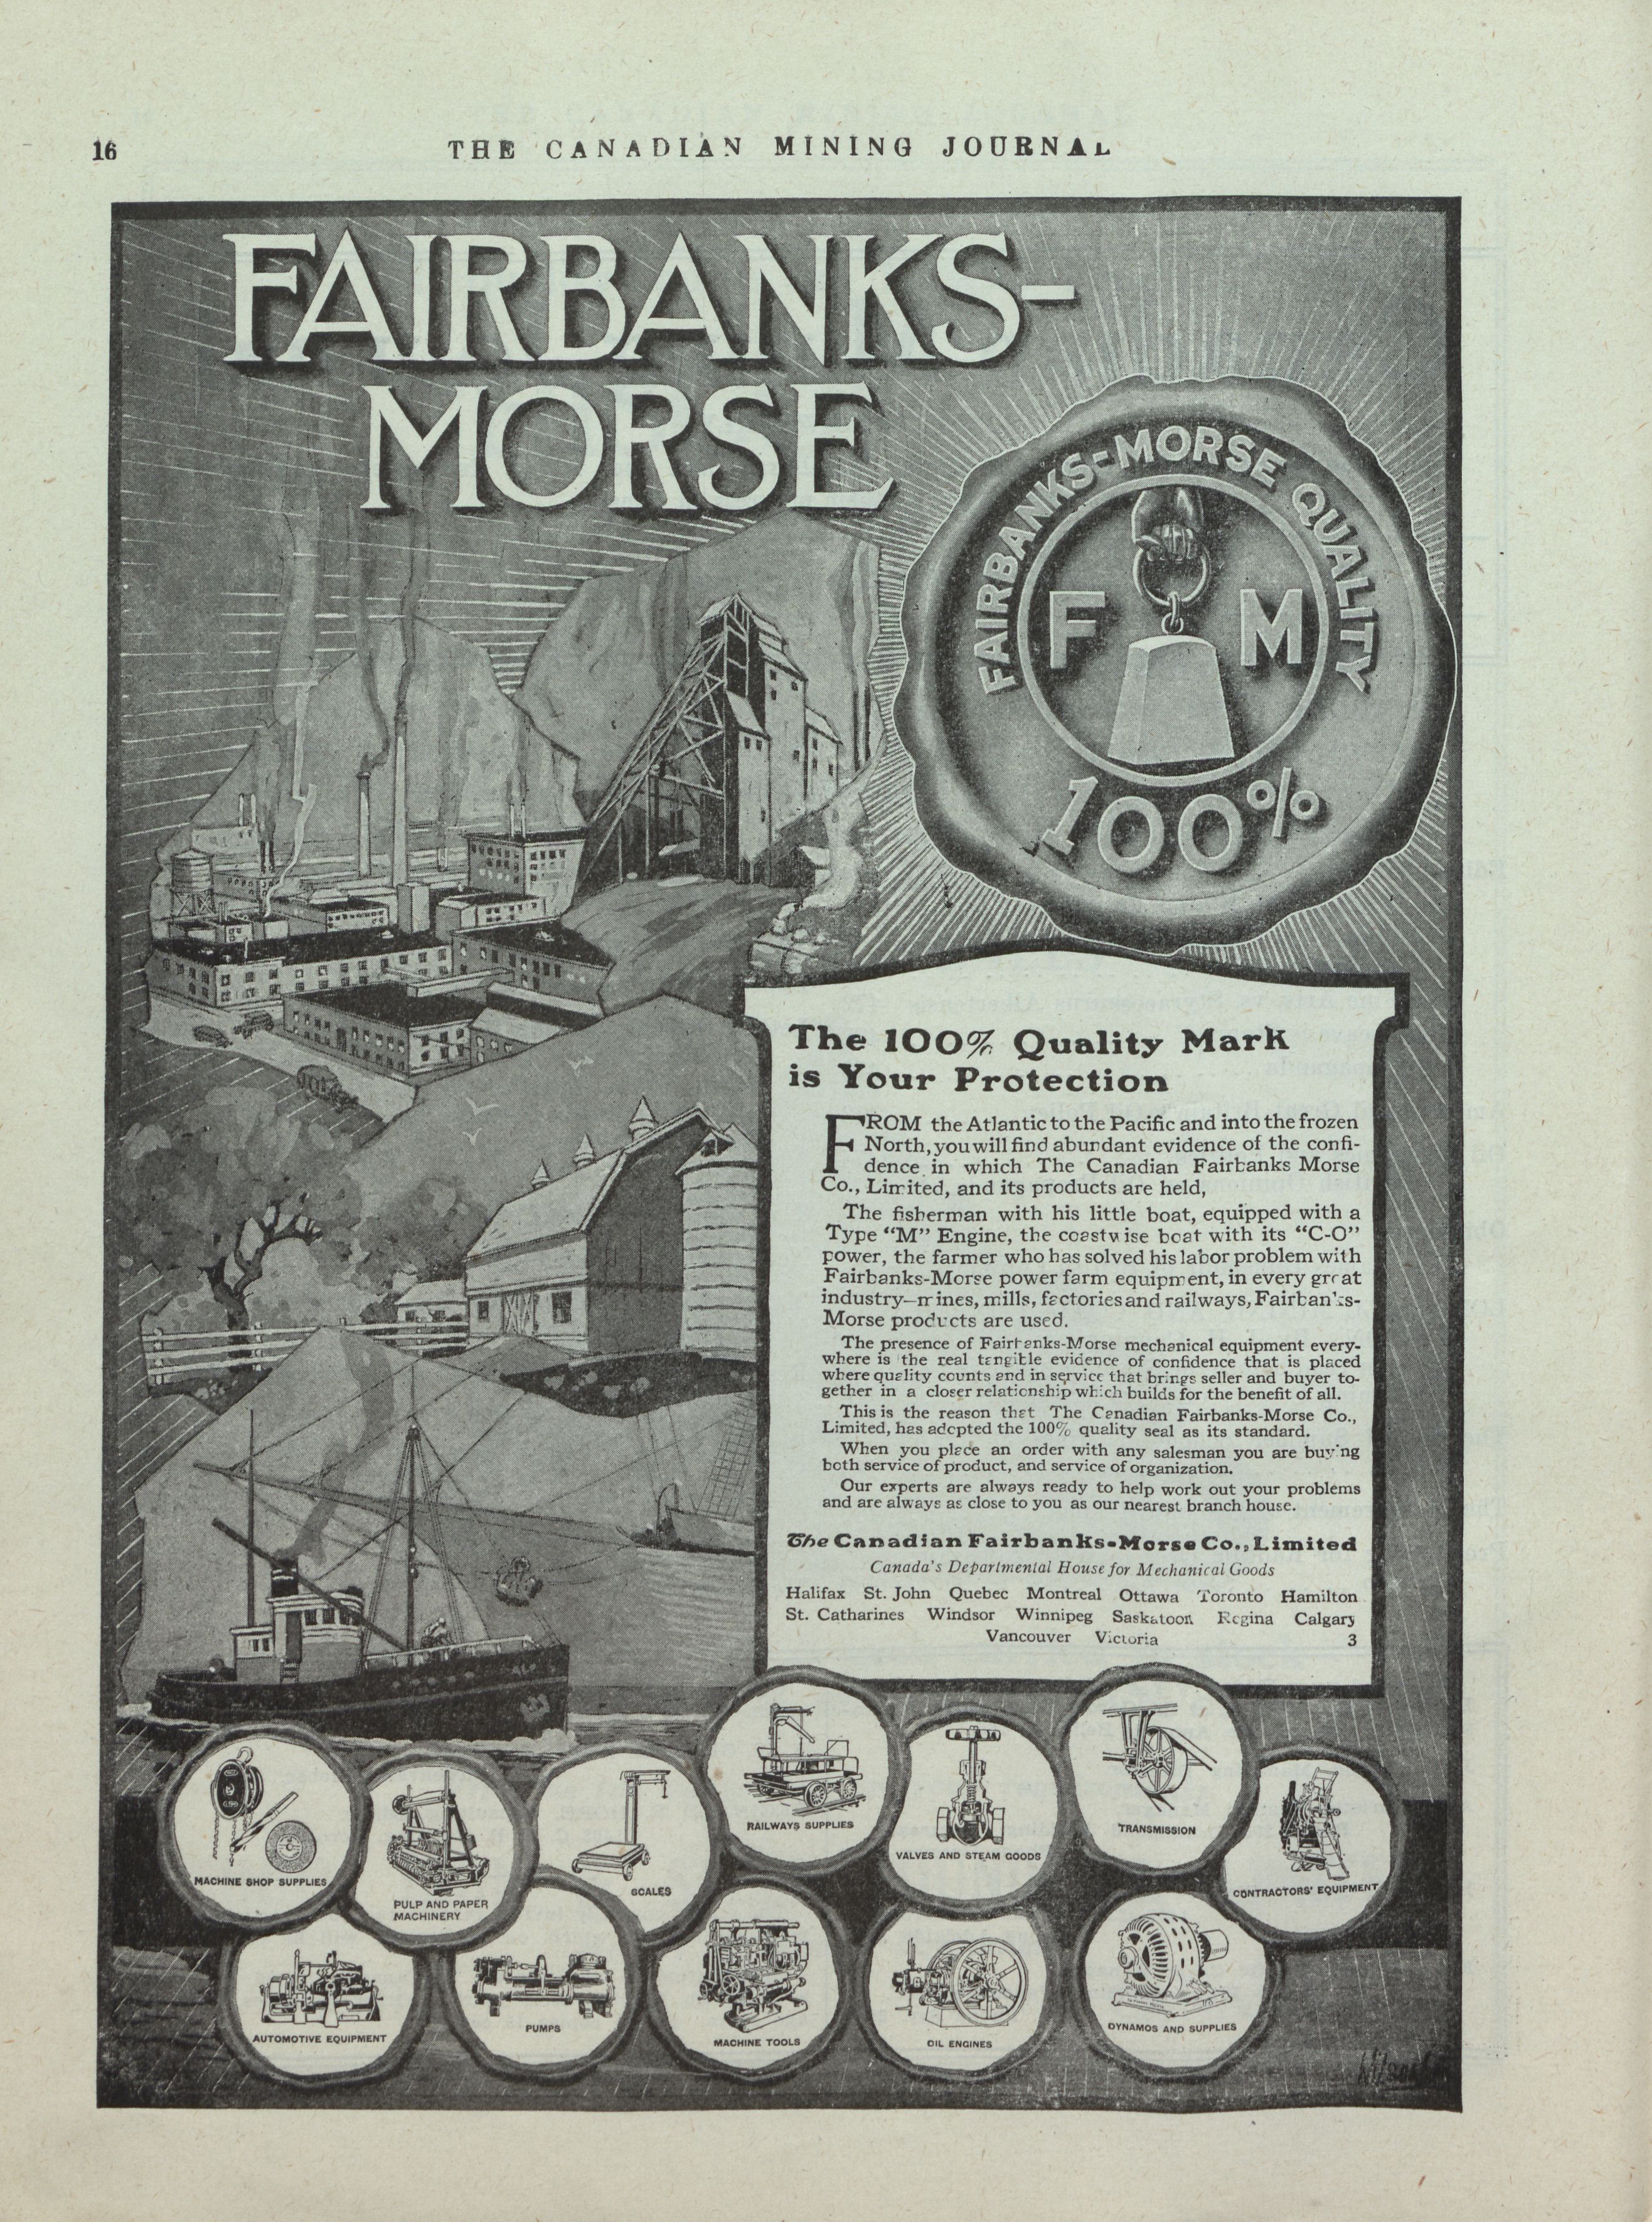 16
THE CANADIAN MINING JOURNAL
FAIRBANKS-
MORSE
FAIRBANKS-MORSE QUALITY
F M
100%
The 100% Quality Mark
is Your Protection
FROM the Atlantic to the Pacific and into the frozen
North, you will find abundant evidence of the confi-
dence in which The Canadian Fairbanks Morse
Co., Limited, and its products are held,
The fisherman with his little boat, equipped with a
Type “M” Engine, the coastwise boat with its “C-O”
power, the farmer who has solved his labor problem with
Fairbanks-Morse power farm equipment, in every great
industry—mines, mills, factories and railways, Fairbanks-
Morse products are used.
The presence of Fairbanks-Morse mechanical equipment every-
where is the real tangible evidence of confidence that is placed
where quality counts and in service that brings seller and buyer to-
gether in a closer relationship which builds for the benefit of all.
This is the reason that The Canadian Fairbanks-Morse Co.,
Limited, has adopted the 100% quality seal as its standard.
When you place an order with any salesman you are buying
both service of product, and service of organization.
Our experts are always ready to help work out your problems
and are always as close to you as our nearest branch house.
The Canadian Fairbanks-Morse Co., Limited
Canada's Departmental House for Mechanical Goods
Halifax St. John Quebec Montreal Ottawa Toronto Hamilton
St. Catharines Windsor Winnipeg Saskatoon Regina Calgary
Vancouver Victoria 3
RAILWAYS SUPPLIES
VALVES AND STEAM GOODS
TRANSMISSION
MACHINE SHOP SUPPLIES
PULP AND PAPER
MACHINERY
SCALES
CONTRACTORS' EQUIPMENT
AUTOMOTIVE EQUIPMENT
PUMPS
MACHINE TOOLS
OIL ENGINES
DYNAMOS AND SUPPLIES